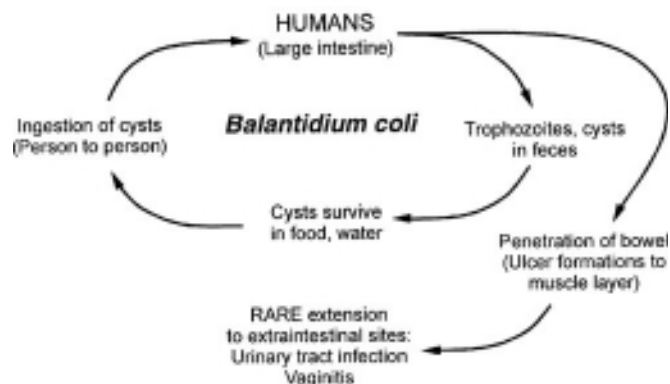 HUMANS
(Large intestine)
Ingestion of cysts
(Person to person)
Balantidium coli
Trophozoites, cysts
in feces
Cysts survive
in food, water
Penetration of bowel
(Ulcer formations to
muscle layer)
RARE extension
to extraintestinal sites:
Urinary tract infection
Vaginitis